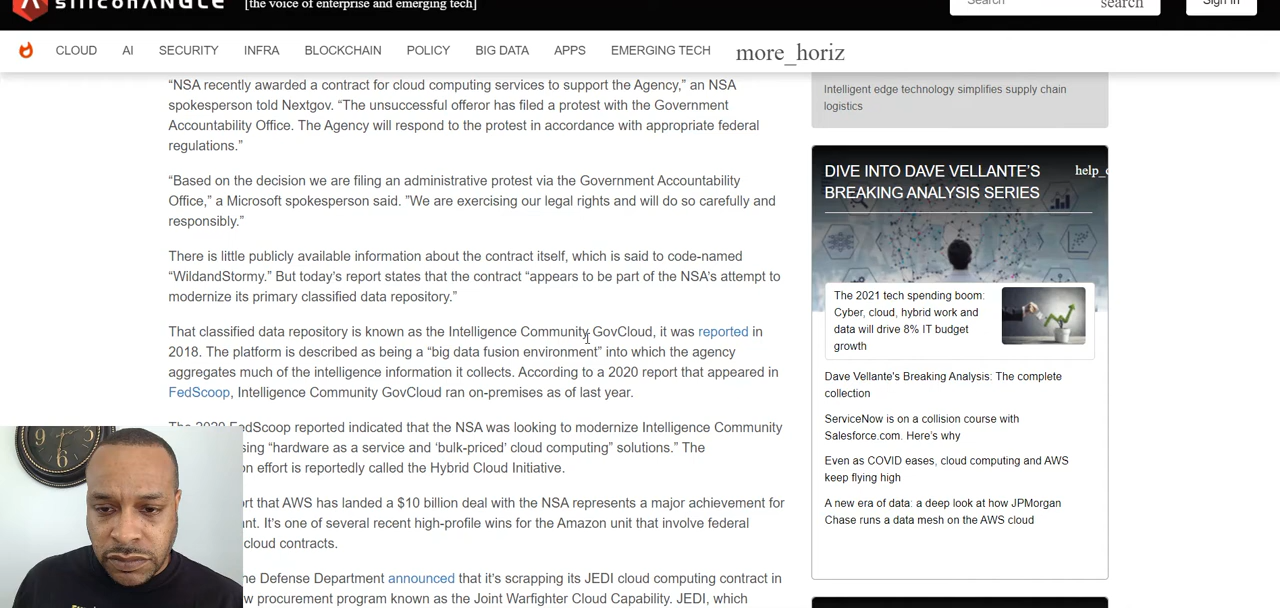 siliconANGLE
[the voice of enterprise and emerging tech]
Search
search
Sign in
CLOUD AI SECURITY INFRA BLOCKCHAIN POLICY BIG DATA APPS EMERGING TECH more_horiz
“NSA recently awarded a contract for cloud computing services to support the Agency,” an NSA
spokesperson told Nextgov. “The unsuccessful offeror has filed a protest with the Government
Accountability Office. The Agency will respond to the protest in accordance with appropriate federal
regulations.”
“Based on the decision we are filing an administrative protest via the Government Accountability
Office,” a Microsoft spokesperson said. ”We are exercising our legal rights and will do so carefully and
responsibly.”
There is little publicly available information about the contract itself, which is said to code-named
“WildandStormy.” But today’s report states that the contract “appears to be part of the NSA’s attempt to
modernize its primary classified data repository.”
That classified data repository is known as the Intelligence Community GovCloud, it was reported in
2018. The platform is described as being a “big data fusion environment” into which the agency
aggregates much of the intelligence information it collects. According to a 2020 report that appeared in
FedScoop, Intelligence Community GovCloud ran on-premises as of last year.
The 2020 FedScoop reported indicated that the NSA was looking to modernize Intelligence Community
sing “hardware as a service and ‘bulk-priced’ cloud computing” solutions.” The
n effort is reportedly called the Hybrid Cloud Initiative.
rt that AWS has landed a $10 billion deal with the NSA represents a major achievement for
nt. It’s one of several recent high-profile wins for the Amazon unit that involve federal
cloud contracts.
he Defense Department announced that it’s scrapping its JEDI cloud computing contract in
w procurement program known as the Joint Warfighter Cloud Capability. JEDI, which
Intelligent edge technology simplifies supply chain
logistics
DIVE INTO DAVE VELLANTE’S
BREAKING ANALYSIS SERIES
help_c
The 2021 tech spending boom:
Cyber, cloud, hybrid work and
data will drive 8% IT budget
growth
Dave Vellante's Breaking Analysis: The complete
collection
ServiceNow is on a collision course with
Salesforce.com. Here’s why
Even as COVID eases, cloud computing and AWS
keep flying high
A new era of data: a deep look at how JPMorgan
Chase runs a data mesh on the AWS cloud